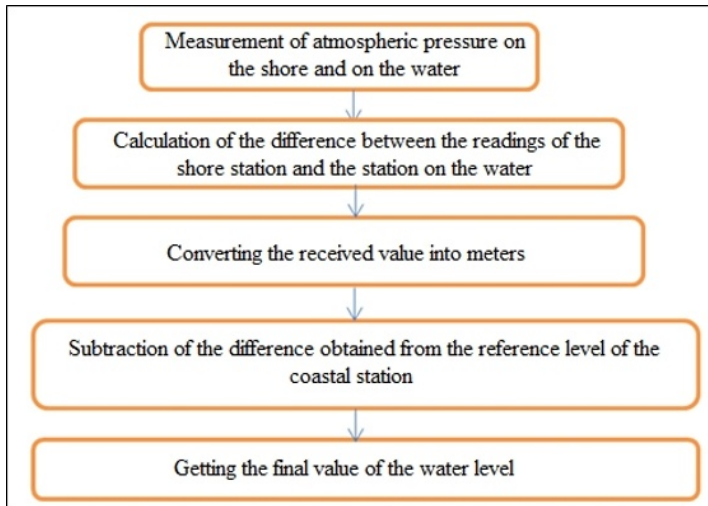 Measurement of atmospheric pressure on
the shore and on the water
Calculation of the difference between the readings of the
shore station and the station on the water
Converting the received value into meters
Subtraction of the difference obtained from the reference level of the
coastal station
Getting the final value of the water level